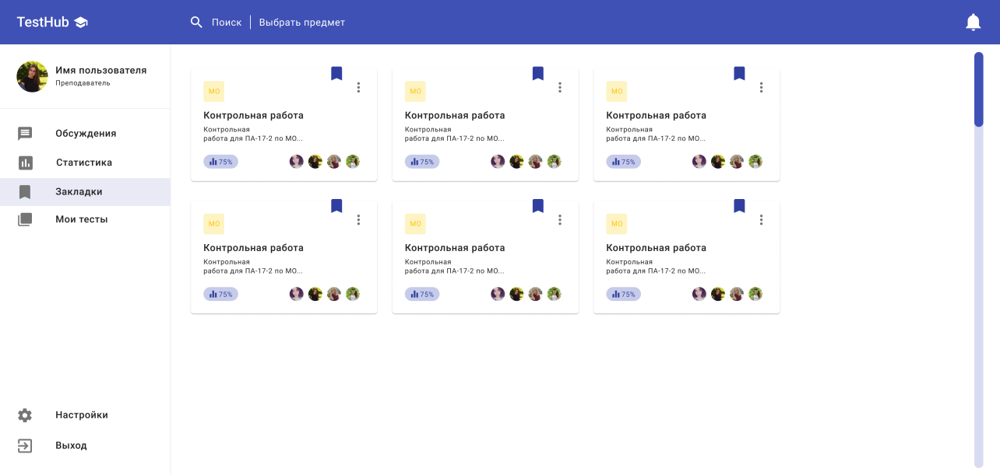 TestHub
Поиск
Выбрать предмет
Имя пользователя
Преподаватель
Обсуждения
Статистика
Закладки
Мои тесты
Настройки
Выход
МО
Контрольная работа
Контрольная
работа для ПА-17-2 по МО...
75%
МО
Контрольная работа
Контрольная
работа для ПА-17-2 по МО...
75%
МО
Контрольная работа
Контрольная
работа для ПА-17-2 по МО...
75%
МО
Контрольная работа
Контрольная
работа для ПА-17-2 по МО...
75%
МО
Контрольная работа
Контрольная
работа для ПА-17-2 по МО...
75%
МО
Контрольная работа
Контрольная
работа для ПА-17-2 по МО...
75%